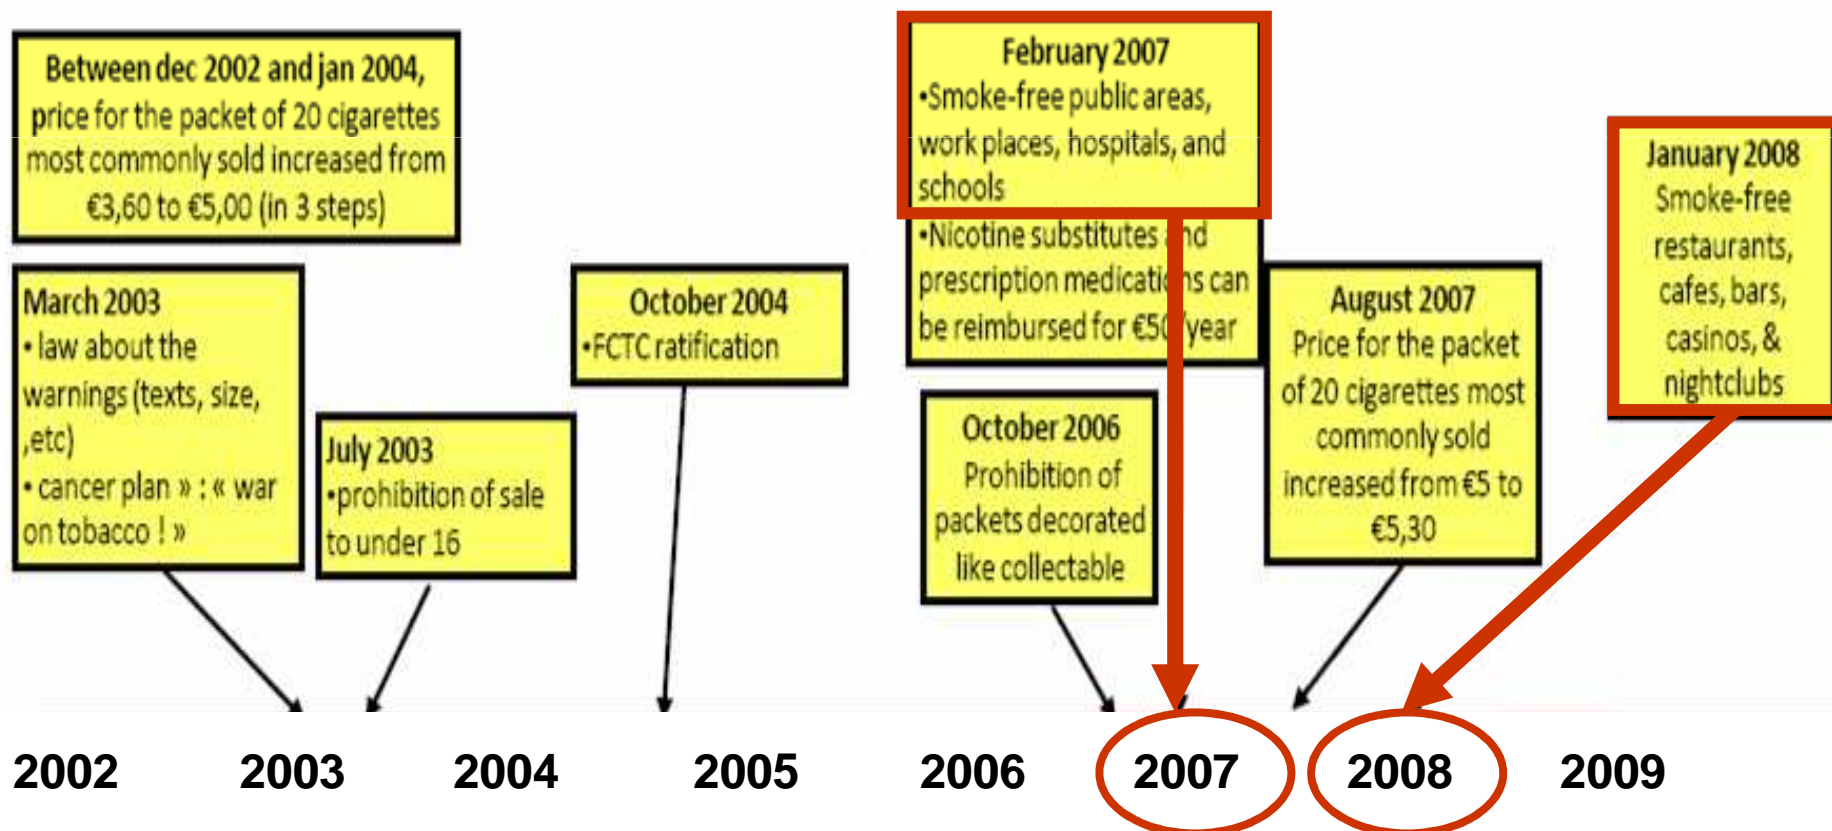 Between dec 2002 and jan 2004,
price for the packet of 20 cigarettes
most commonly sold increased from
€3,60 to €5,00 (in 3 steps)
March 2003
• law about the
warnings (texts, size,
,etc)
• cancer plan » : « war
on tobacco ! »
July 2003
•prohibition of sale
to under 16
October 2004
•FCTC ratification
February 2007
•Smoke-free public areas,
work places, hospitals, and
schools
•Nicotine substitutes and
prescription medications can
be reimbursed for €50/year
October 2006
Prohibition of
packets decorated
like collectable
August 2007
Price for the packet
of 20 cigarettes most
commonly sold
increased from €5 to
€5,30
January 2008
Smoke-free
restaurants,
cafes, bars,
casinos, &
nightclubs
2002 2003 2004 2005 2006 2007 2008 2009